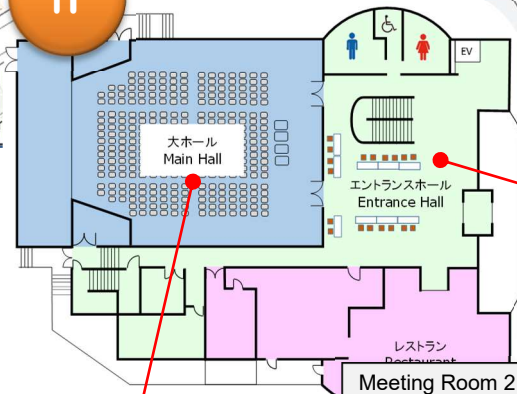 EV
大ホール
Main Hall
エントランスホール
Entrance Hall
レストラン
Restaurant
Meeting Room 2